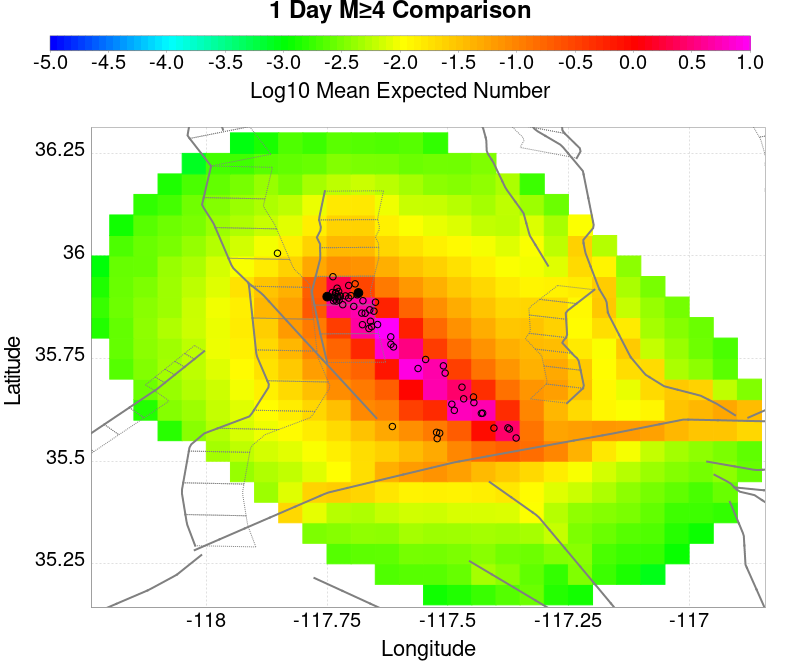 1 Day M≥4 Comparison
-5.0 -4.5 -4.0 -3.5 -3.0 -2.5 -2.0 -1.5 -1.0 -0.5 0.0 0.5 1.0
Log10 Mean Expected Number
36.25
36
35.75
35.5
35.25
Latitude
-118 -117.75 -117.5 -117.25 -117
Longitude